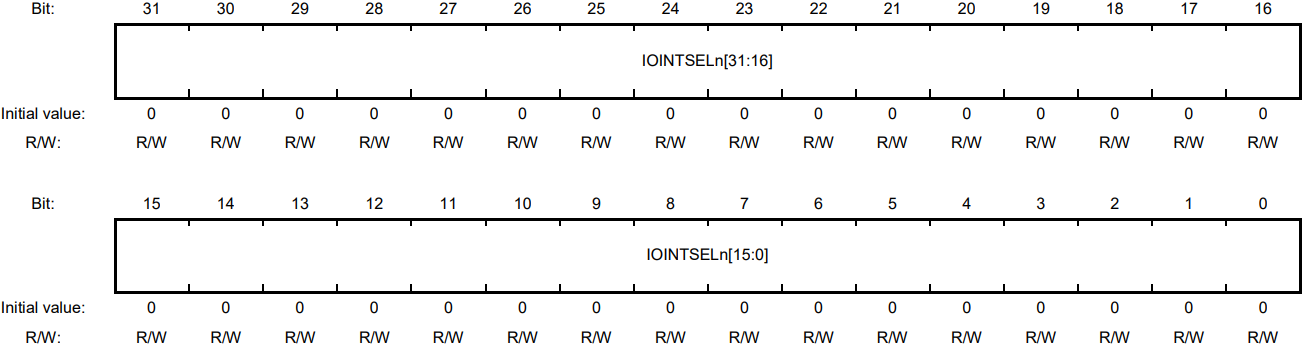 Bit: 31 30 29 28 27 26 25 24 23 22 21 20 19 18 17 16
IOINTSELn[31:16]
Initial value: 0 0 0 0 0 0 0 0 0 0 0 0 0 0 0 0
R/W: R/W R/W R/W R/W R/W R/W R/W R/W R/W R/W R/W R/W R/W R/W R/W R/W
Bit: 15 14 13 12 11 10 9 8 7 6 5 4 3 2 1 0
IOINTSELn[15:0]
Initial value: 0 0 0 0 0 0 0 0 0 0 0 0 0 0 0 0
R/W: R/W R/W R/W R/W R/W R/W R/W R/W R/W R/W R/W R/W R/W R/W R/W R/W